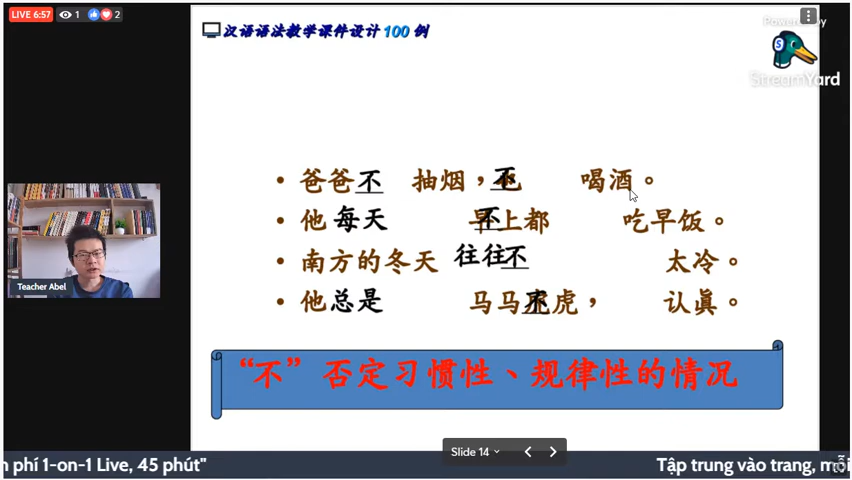 LIVE 6:57 1 2
汉语语法教学课件设计100例
Powered by
StreamYard
• 爸爸不 抽烟，也不 喝酒。
• 他每天 早上都不 吃早饭。
• 南方的冬天 往往不 太冷。
• 他总是 马马虎虎，不 认真。
Teacher Abel
“不”否定习惯性、规律性的情况
Slide 14
n phí 1-on-1 Live, 45 phút" Tập trung vào trang, mỗi